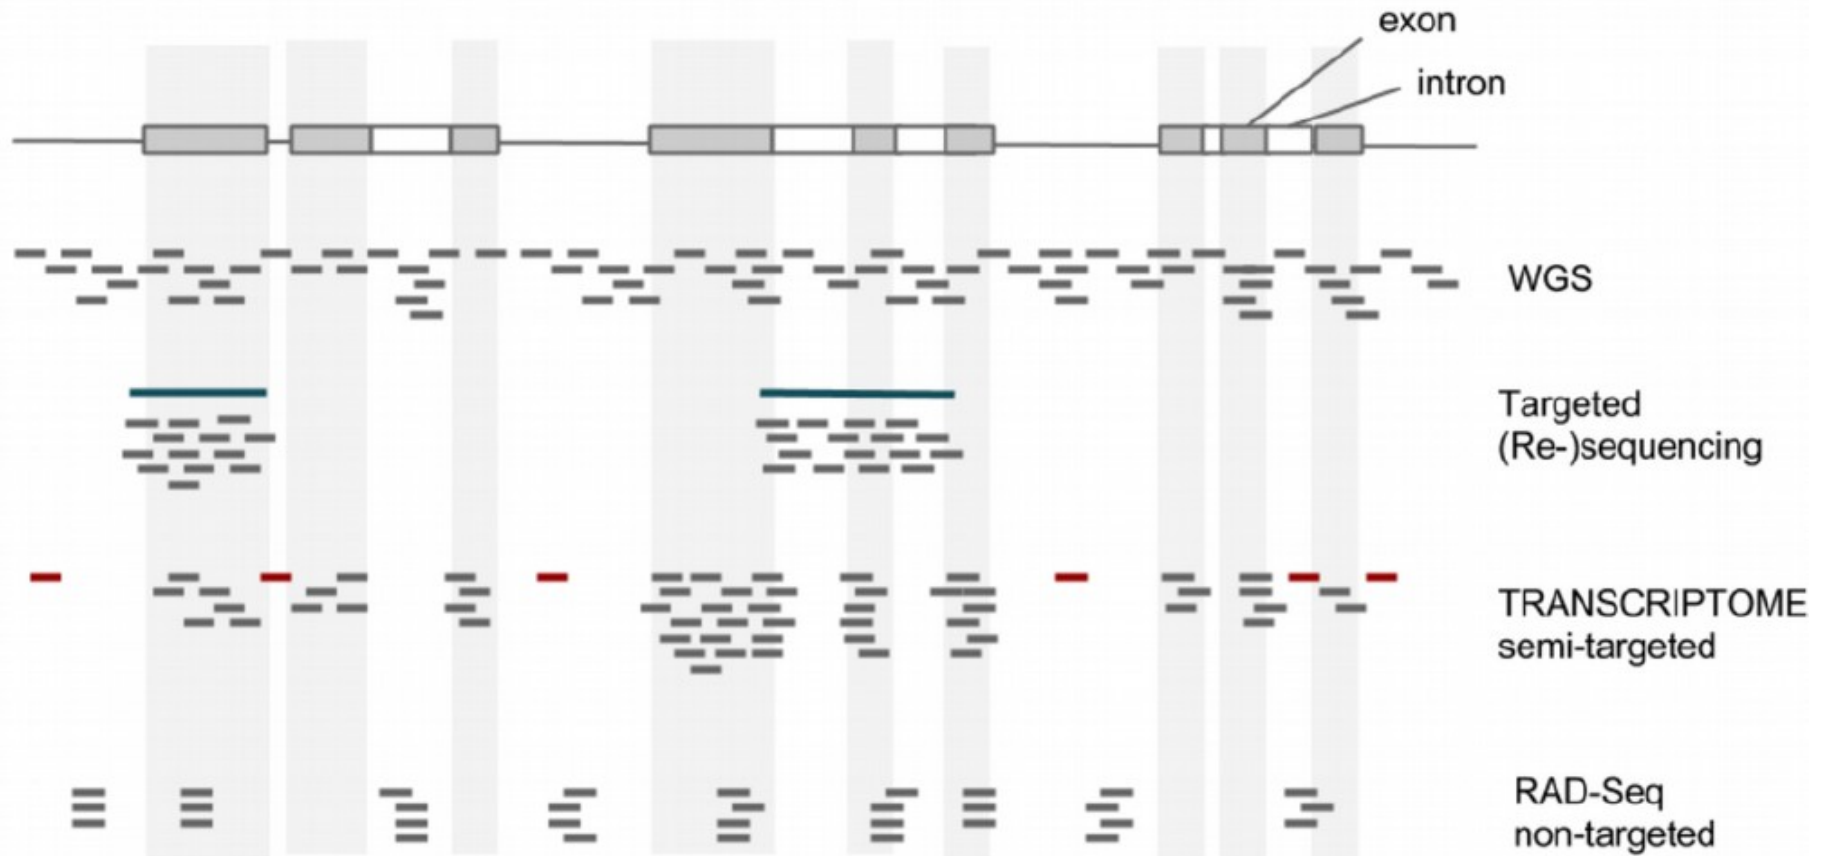 exon
intron
WGS
Targeted
(Re-)sequencing
TRANSCRIPTOME
semi-targeted
RAD-Seq
non-targeted